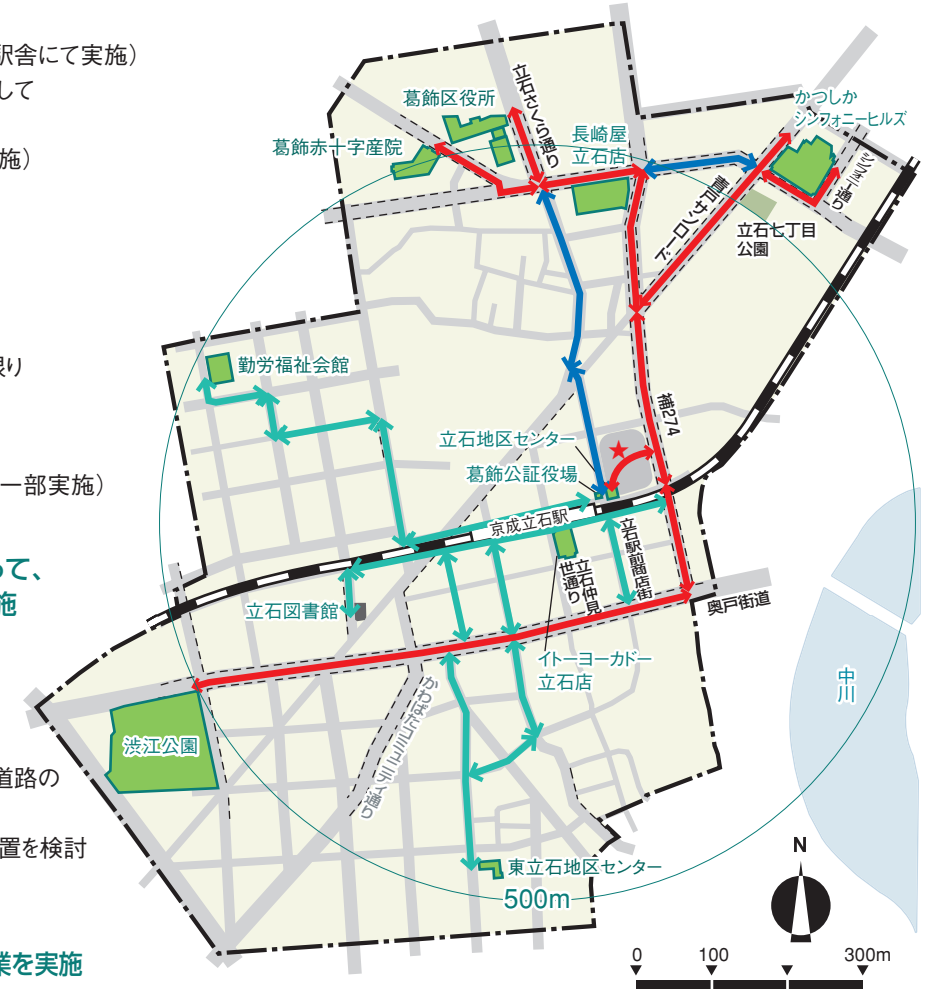 駅舎にて実施）
して
施）
限り
一部実施）
って、
施
道路の
置を検討
業を実施
葛飾区役所
立石さくら通り
葛飾赤十字産院
長崎屋
立石店
かつしか
シンフォニーヒルズ
シンフォニー通り
青戸サンロード
立石七丁目
公園
勤労福祉会館
補274
立石地区センター
葛飾公証役場
京成立石駅
立石駅前商店街
立石仲見
世通り
立石図書館
奥戸街道
イトーヨーカドー
立石店
中川
かわばたコミュニティ通り
渋江公園
東立石地区センター
500m
N
0 100 300m